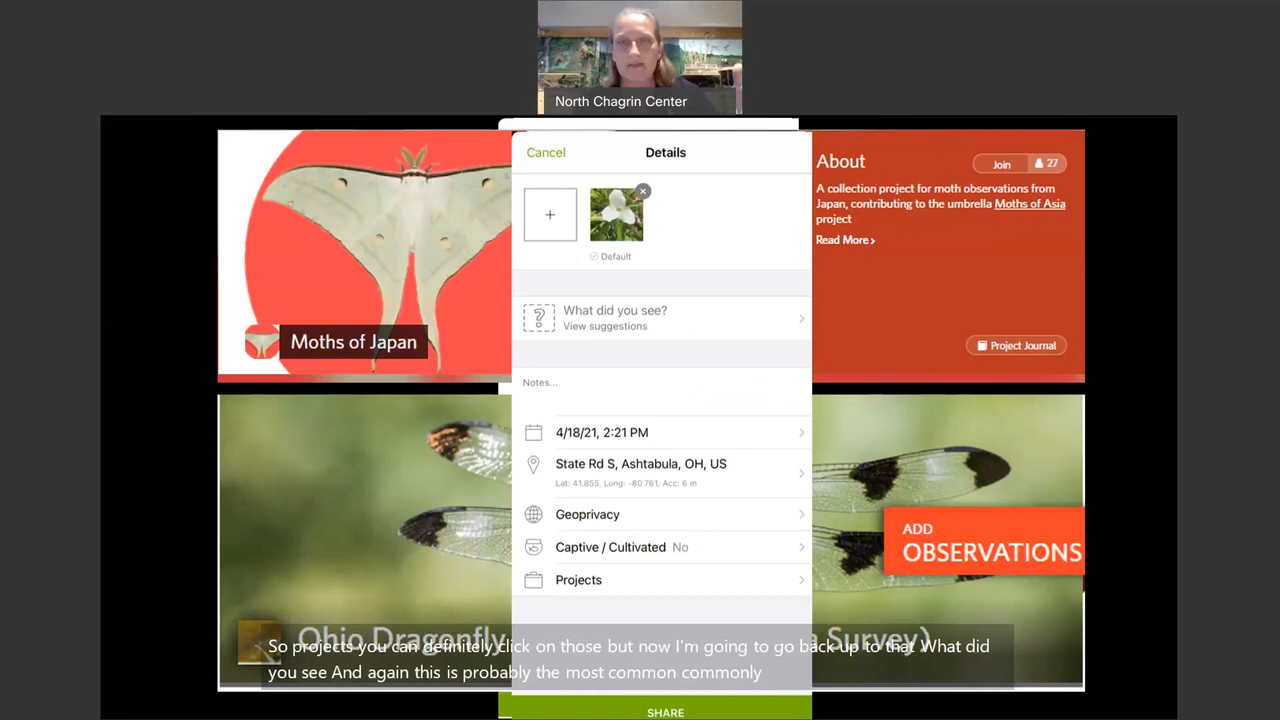 North Chagrin Center
Cancel
Details
Default
What did you see?
View suggestions
Notes...
4/18/21, 2:21 PM
State Rd S, Ashtabula, OH, US
Lat: 41.855, Long: -80.761, Acc: 6 m
Geoprivacy
Captive / Cultivated No
Projects
SHARE
Moths of Japan
About
Join 27
A collection project for moth observations from
Japan, contributing to the umbrella Moths of Asia
project
Read More ›
Project Journal
ADD
OBSERVATIONS
Ohio Dragonfly
Survey)
So projects you can definitely click on those but now I'm going to go back up to that What did
you see And again this is probably the most common commonly